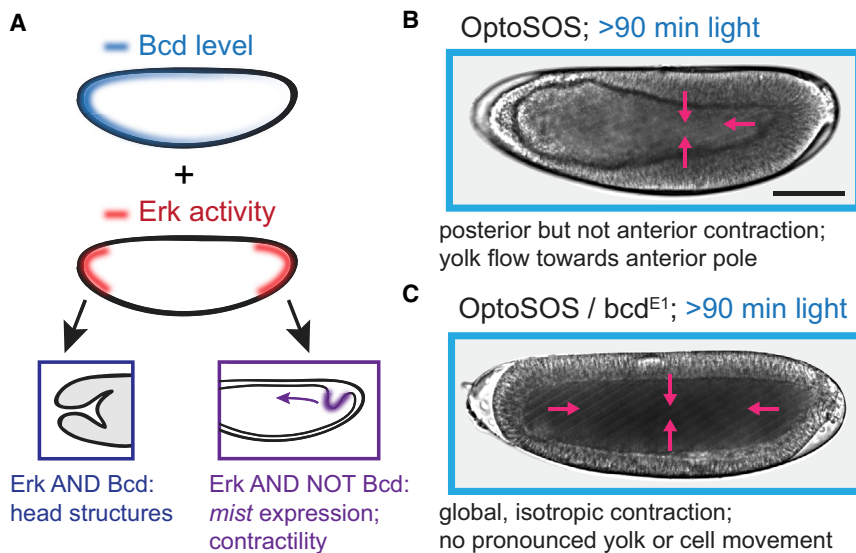 A
Bcd level
+
Erk activity
Erk AND Bcd:
head structures
Erk AND NOT Bcd:
mist expression;
contractility
B
OptoSOS; >90 min light
posterior but not anterior contraction;
yolk flow towards anterior pole
C
OptoSOS / bcdE1; >90 min light
global, isotropic contraction;
no pronounced yolk or cell movement